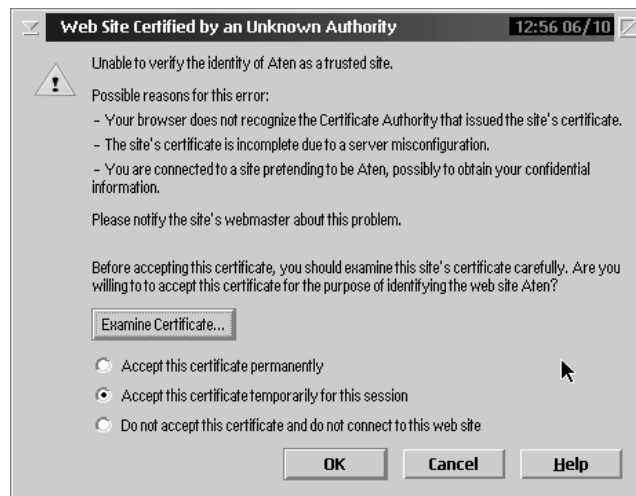 Web Site Certified by an Unknown Authority
12:56 06/10
Unable to verify the identity of Aten as a trusted site.
Possible reasons for this error:
- Your browser does not recognize the Certificate Authority that issued the site's certificate.
- The site's certificate is incomplete due to a server misconfiguration.
- You are connected to a site pretending to be Aten, possibly to obtain your confidential
information.
Please notify the site's webmaster about this problem.
Before accepting this certificate, you should examine this site's certificate carefully. Are you
willing to to accept this certificate for the purpose of identifying the web site Aten?
Examine Certificate...
Accept this certificate permanently
Accept this certificate temporarily for this session
Do not accept this certificate and do not connect to this web site
OK Cancel Help